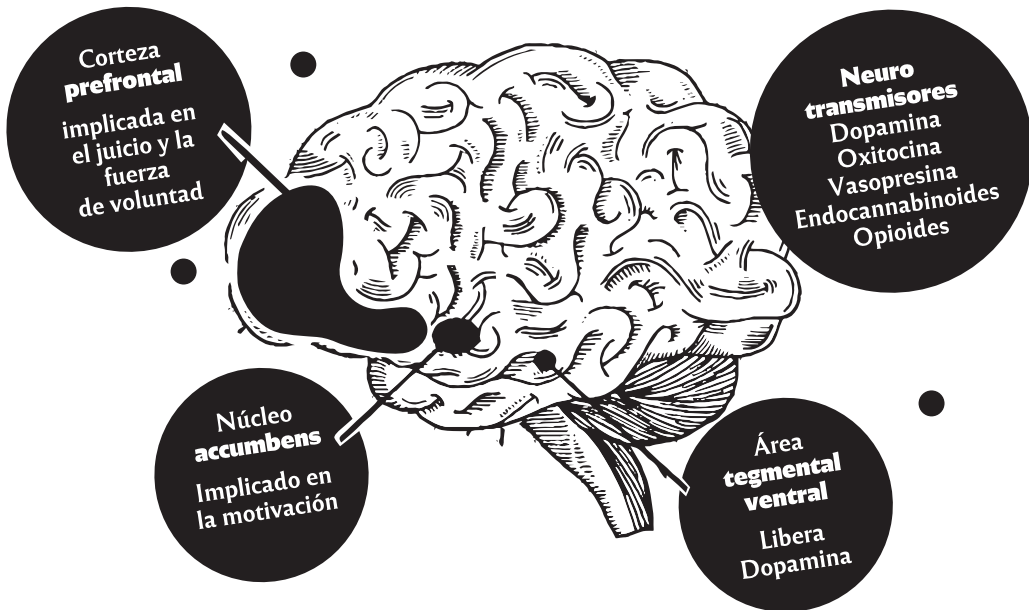 Corteza
prefrontal
implicada en
el juicio y la
fuerza
de voluntad
Neuro
transmisores
Dopamina
Oxitocina
Vasopresina
Endocannabinoides
Opioides
Núcleo
accumbens
Implicado en
la motivación
Área
tegmental
ventral
Libera
Dopamina